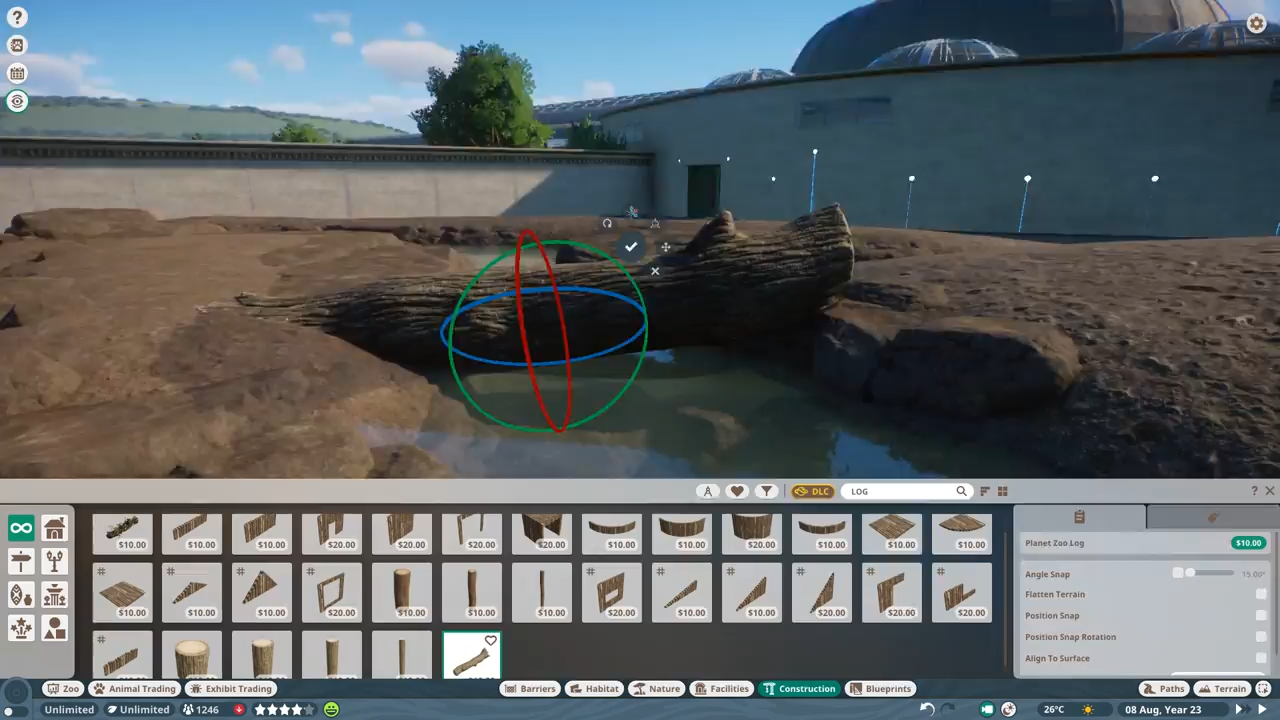 ?
DLC
LOG
? 
$10.00 $10.00 $10.00 $20.00 $20.00 $20.00 $20.00 $10.00 $10.00 $20.00 $10.00 $10.00 $10.00
# # # # # # # # # #
$10.00 $10.00 $10.00 $20.00 $10.00 $10.00 $10.00 $20.00 $10.00 $10.00 $20.00 $20.00 $20.00
#
Planet Zoo Log $10.00
Angle Snap 15.00°
Flatten Terrain
Position Snap
Position Snap Rotation
Align To Surface
Zoo Animal Trading Exhibit Trading Barriers Habitat Nature Facilities Construction Blueprints Paths Terrain
Unlimited Unlimited 1246 26°C 08 Aug, Year 23